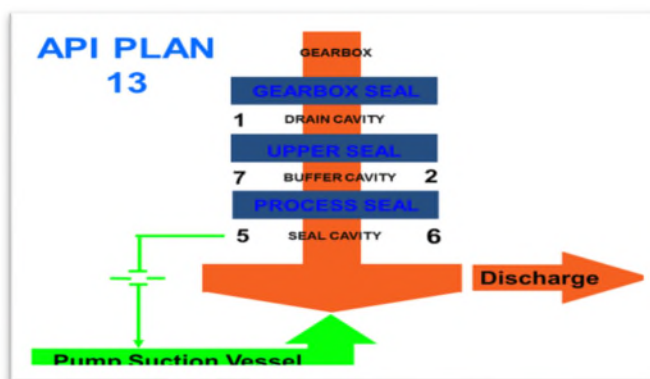 API PLAN
13
GEARBOX
GEARBOX SEAL
1 DRAIN CAVITY
UPPER SEAL
7 BUFFER CAVITY 2
PROCESS SEAL
5 SEAL CAVITY 6
Discharge
Pump Suction Vessel